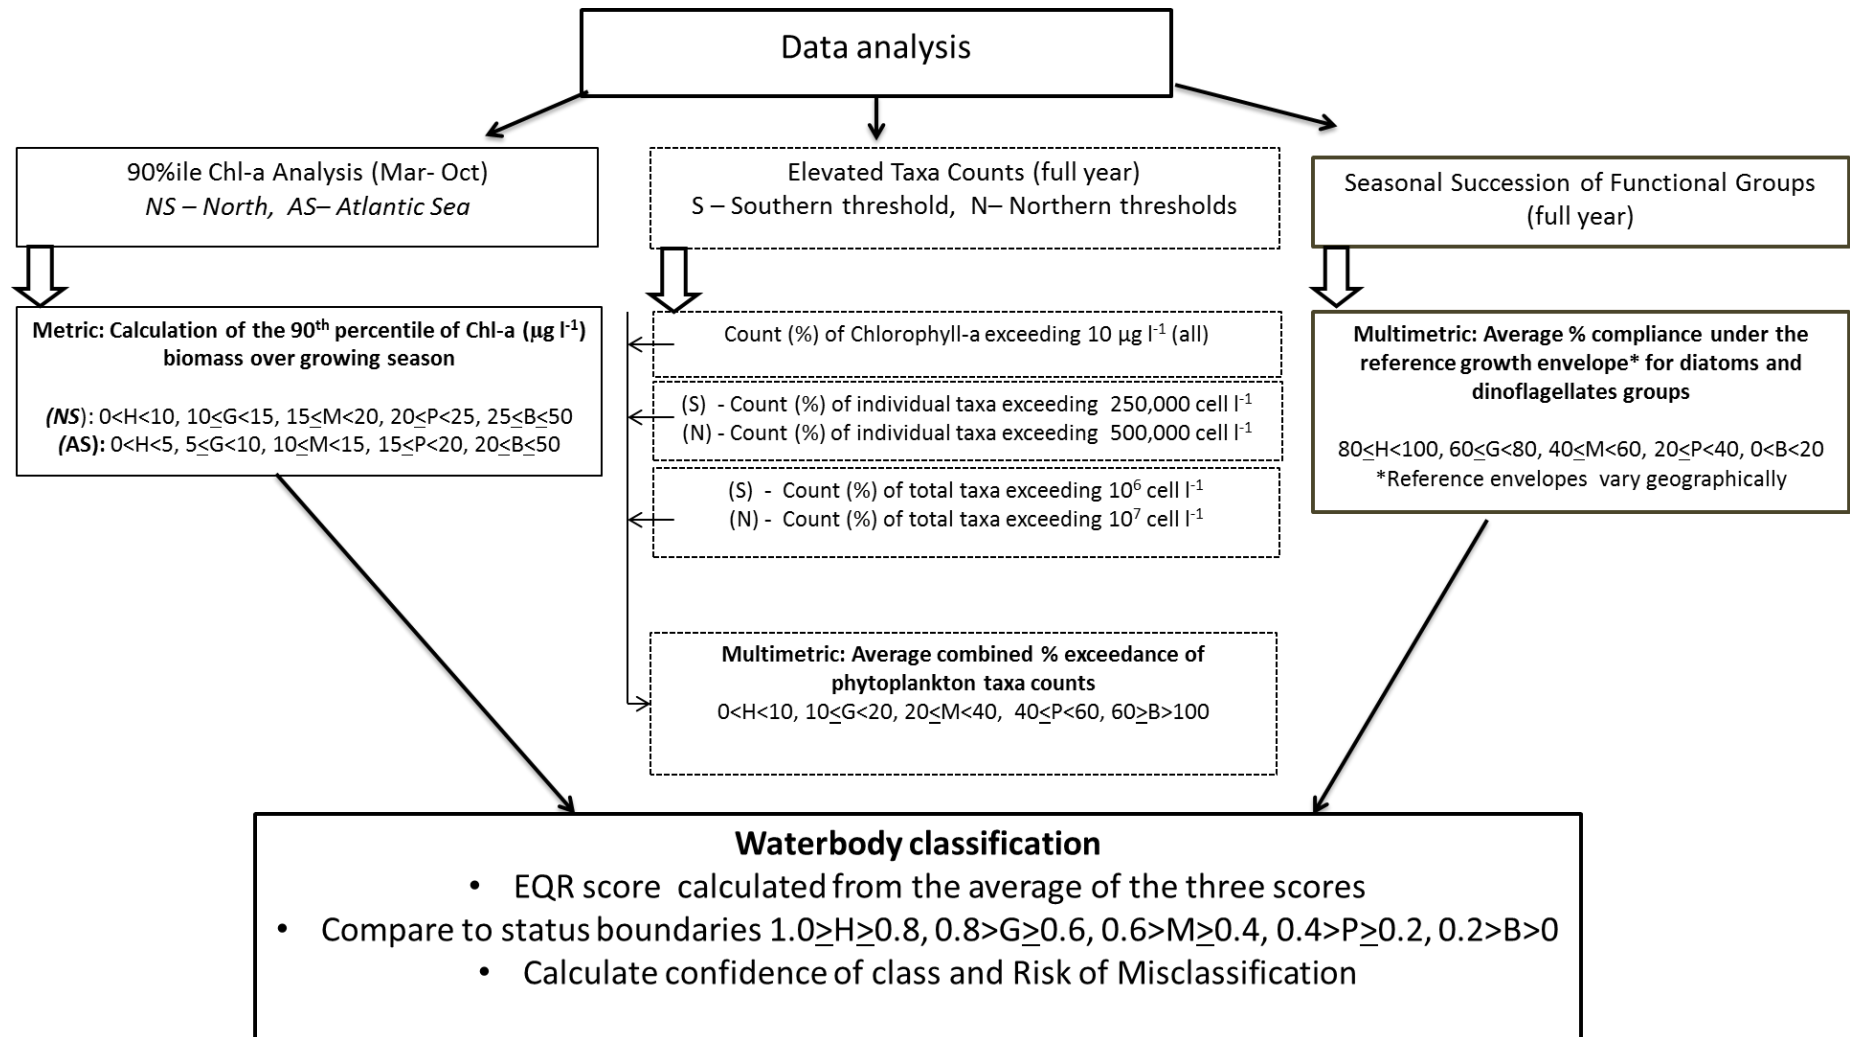 Data analysis
90%ile Chl-a Analysis (Mar- Oct)
NS – North, AS– Atlantic Sea
Elevated Taxa Counts (full year)
S – Southern threshold, N– Northern thresholds
Seasonal Succession of Functional Groups
(full year)
Metric: Calculation of the 90th percentile of Chl-a (µg l-1)
biomass over growing season
(NS): 0<H<10, 10≤G<15, 15≤M<20, 20≤P<25, 25≤B≤50
(AS): 0<H<5, 5≤G<10, 10≤M<15, 15≤P<20, 20≤B≤50
Count (%) of Chlorophyll-a exceeding 10 µg l-1 (all)
(S) - Count (%) of individual taxa exceeding 250,000 cell l-1
(N) - Count (%) of individual taxa exceeding 500,000 cell l-1
(S) - Count (%) of total taxa exceeding 10⁶ cell l-1
(N) - Count (%) of total taxa exceeding 10⁷ cell l-1
Multimetric: Average combined % exceedance of
phytoplankton taxa counts
0<H<10, 10≤G<20, 20≤M<40, 40≤P<60, 60≥B>100
Multimetric: Average % compliance under the
reference growth envelope* for diatoms and
dinoflagellates groups
80≤H<100, 60≤G<80, 40≤M<60, 20≤P<40, 0<B<20
*Reference envelopes vary geographically
Waterbody classification
• EQR score calculated from the average of the three scores
• Compare to status boundaries 1.0≥H≥0.8, 0.8>G≥0.6, 0.6>M≥0.4, 0.4>P≥0.2, 0.2>B>0
• Calculate confidence of class and Risk of Misclassification